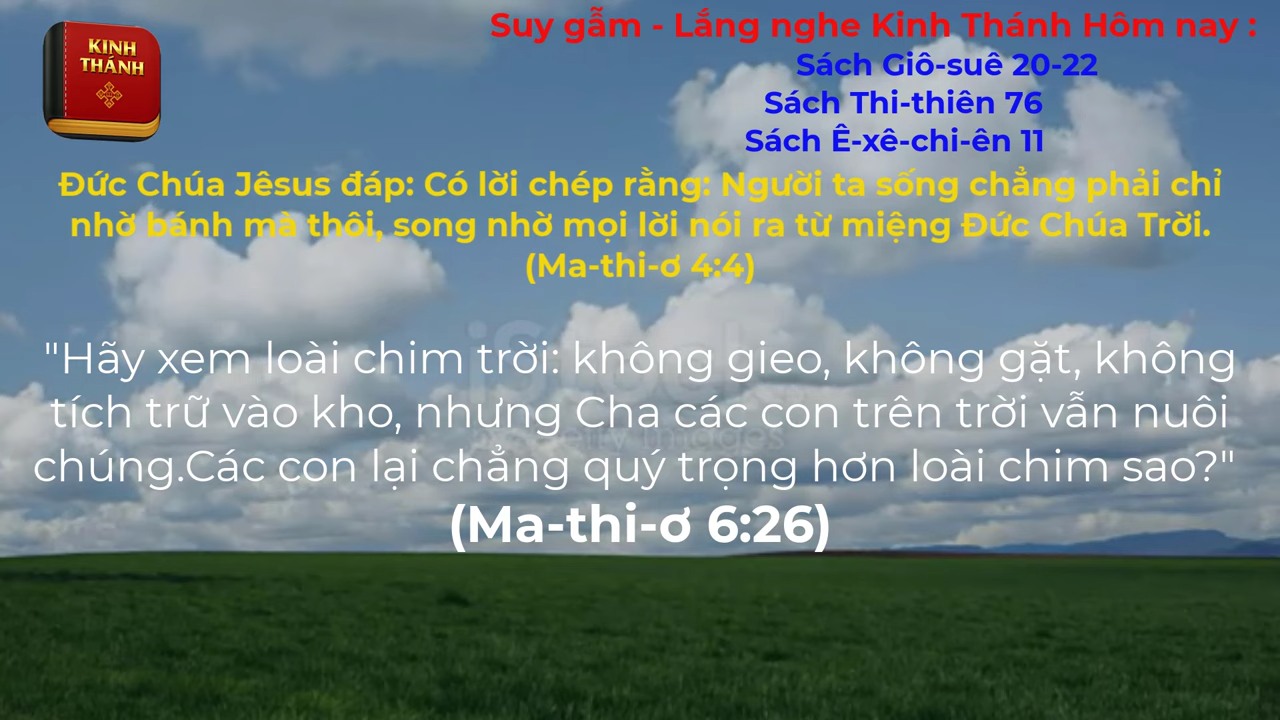 KINH
THÁNH
Suy gẫm - Lắng nghe Kinh Thánh Hôm nay :
Sách Giô-suê 20-22
Sách Thi-thiên 76
Sách Ê-xê-chi-ên 11
Đức Chúa Jêsus đáp: Có lời chép rằng: Người ta sống chẳng phải chỉ
nhờ bánh mà thôi, song nhờ mọi lời nói ra từ miệng Đức Chúa Trời.
(Ma-thi-ơ 4:4)
"Hãy xem loài chim trời: không gieo, không gặt, không
tích trữ vào kho, nhưng Cha các con trên trời vẫn nuôi
chúng.Các con lại chẳng quý trọng hơn loài chim sao?"
(Ma-thi-ơ 6:26)